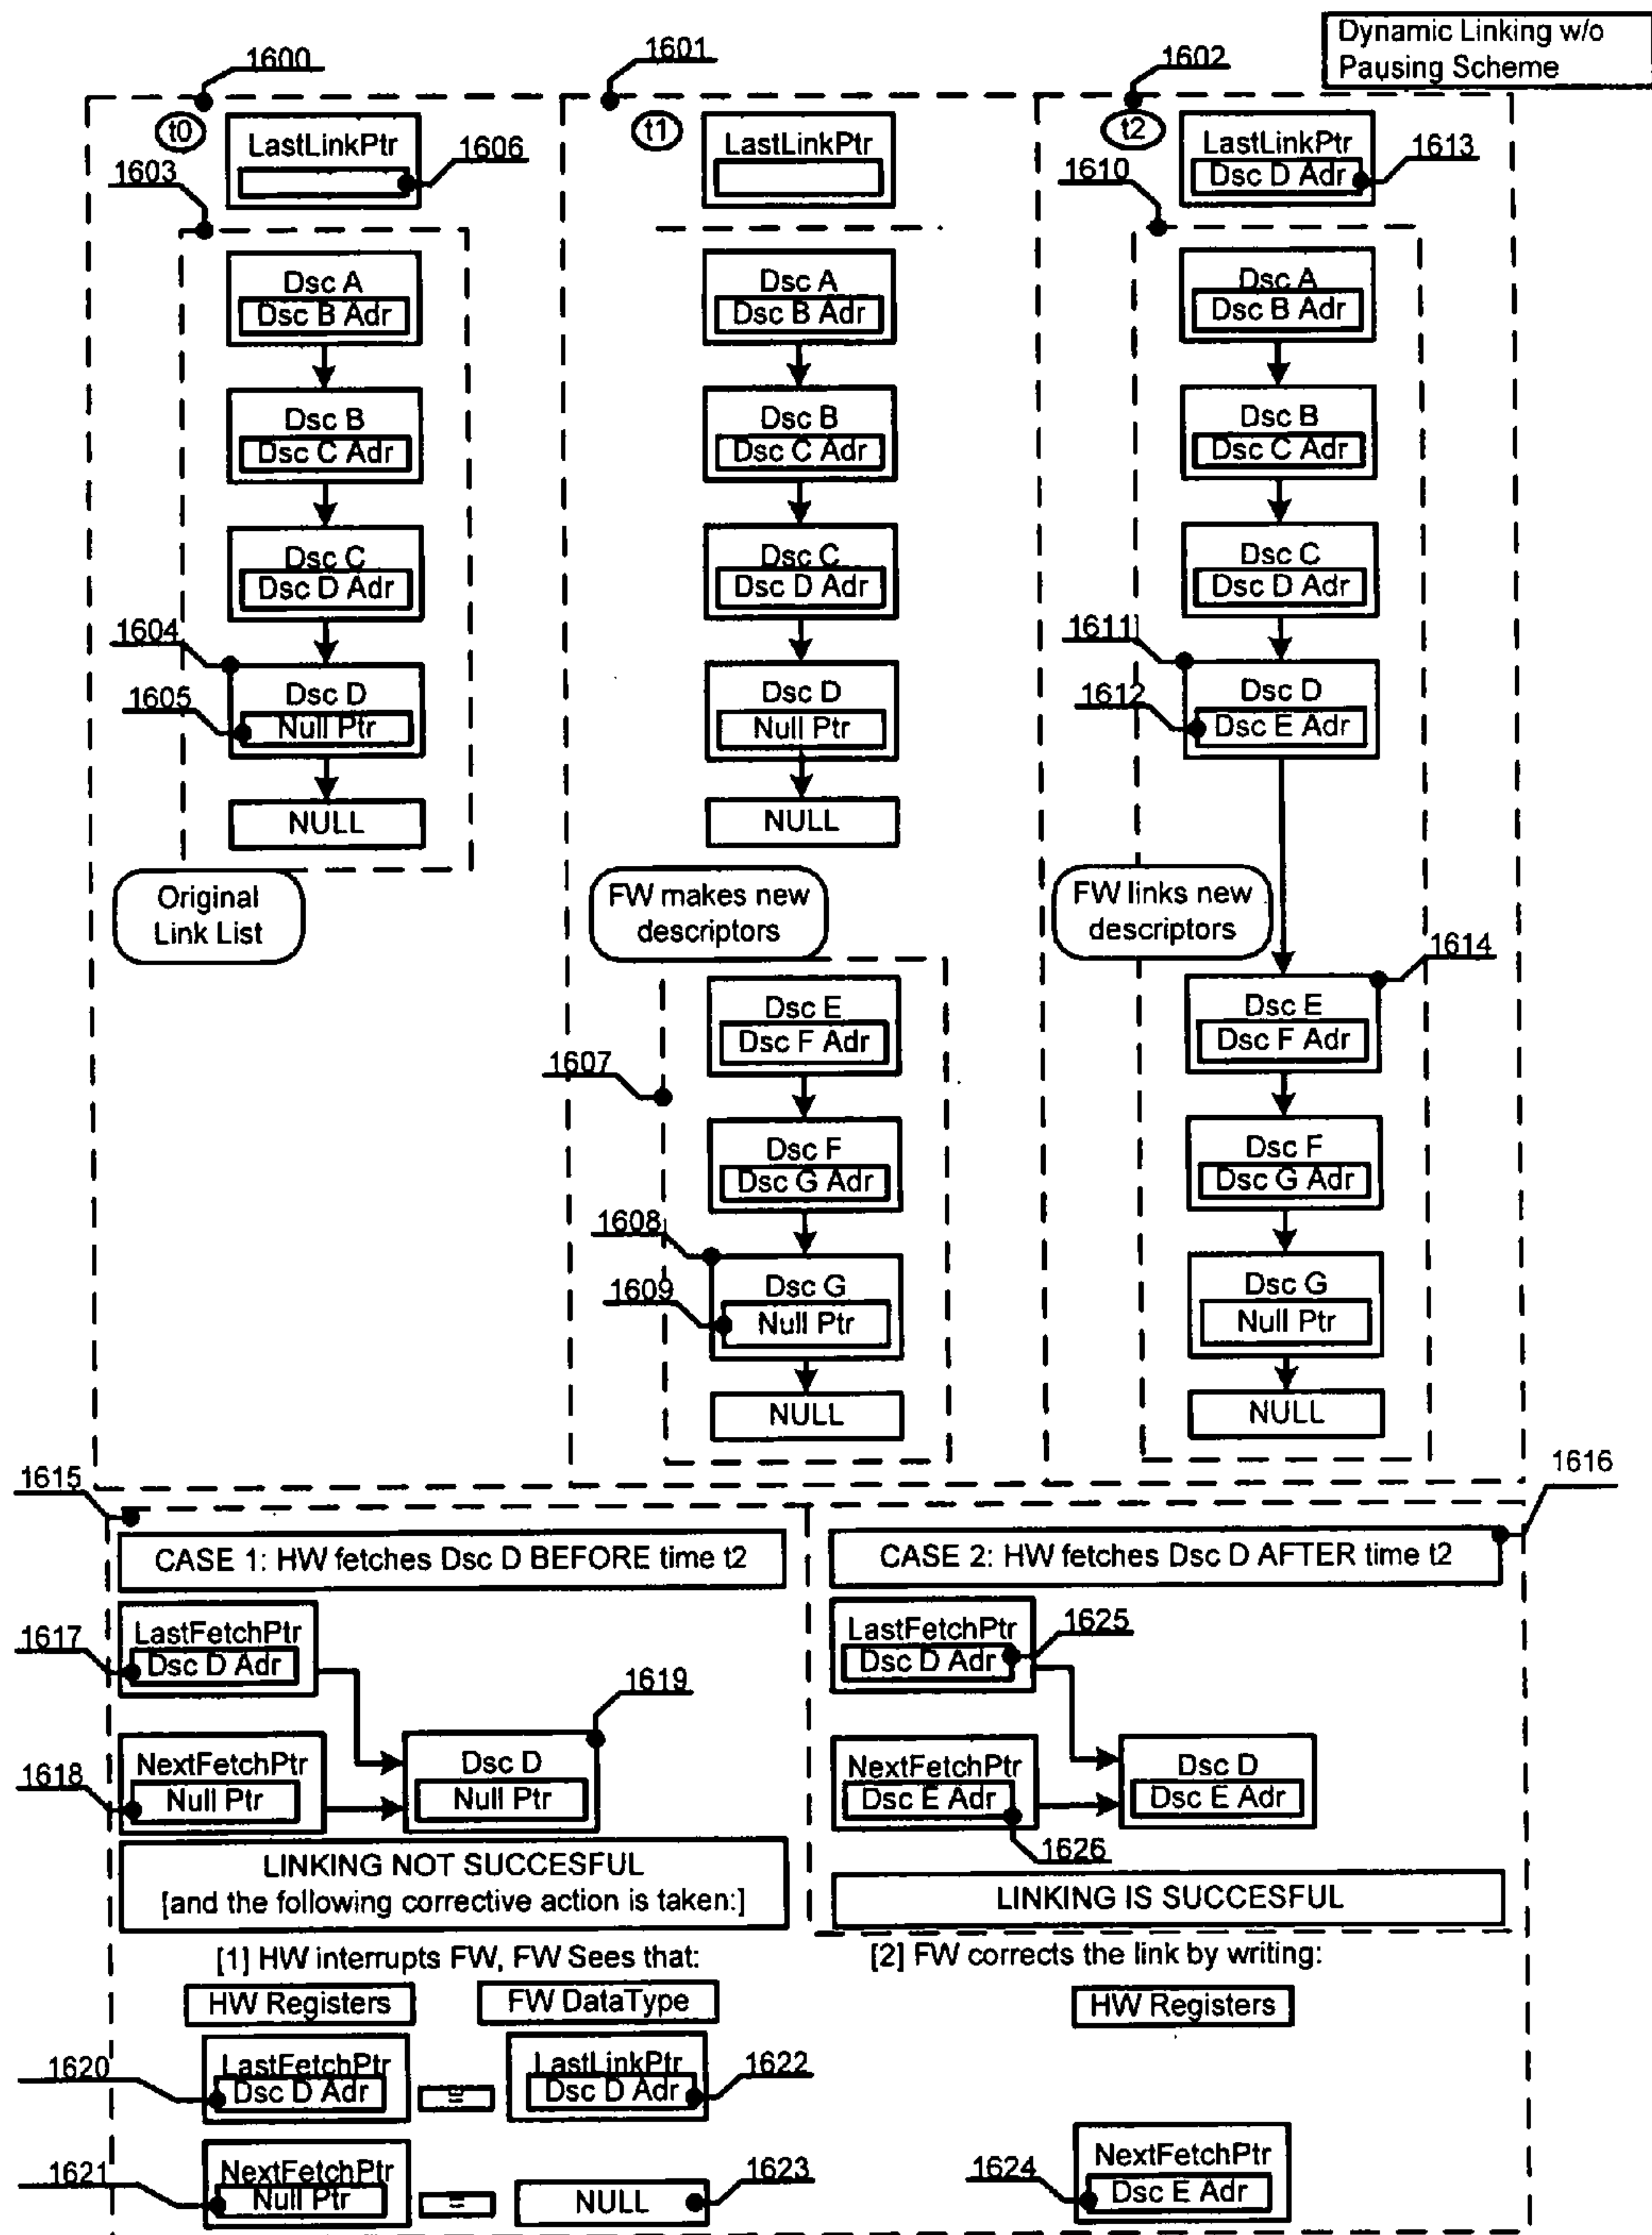 Dynamic Linking w/o
Pausing Scheme
1600
1601
1602
t0
LastLinkPtr
1606
1603
Dsc A
Dsc B Adr
Dsc B
Dsc C Adr
Dsc C
Dsc D Adr
1604
Dsc D
1605
Null Ptr
NULL
Original
Link List
t1
LastLinkPtr
Dsc A
Dsc B Adr
Dsc B
Dsc C Adr
Dsc C
Dsc D Adr
Dsc D
Null Ptr
NULL
FW makes new
descriptors
Dsc E
Dsc F Adr
1607
Dsc F
Dsc G Adr
1608
Dsc G
1609
Null Ptr
NULL
t2
LastLinkPtr
Dsc D Adr
1613
1610
Dsc A
Dsc B Adr
Dsc B
Dsc C Adr
Dsc C
Dsc D Adr
1611
Dsc D
1612
Dsc E Adr
FW links new
descriptors
1614
Dsc E
Dsc F Adr
Dsc F
Dsc G Adr
Dsc G
Null Ptr
NULL
1615
1616
CASE 1: HW fetches Dsc D BEFORE time t2
LastFetchPtr
1617
Dsc D Adr
1619
NextFetchPtr
1618
Null Ptr
Dsc D
Null Ptr
LINKING NOT SUCCESFUL
[and the following corrective action is taken:]
CASE 2: HW fetches Dsc D AFTER time t2
LastFetchPtr
1625
Dsc D Adr
NextFetchPtr
Dsc E Adr
1626
Dsc D
Dsc E Adr
LINKING IS SUCCESFUL
[1] HW interrupts FW, FW Sees that:
HW Registers
FW DataType
1620
LastFetchPtr
Dsc D Adr
=
LastLinkPtr
Dsc D Adr
1622
1621
NextFetchPtr
Null Ptr
=
NULL
1623
[2] FW corrects the link by writing:
HW Registers
1624
NextFetchPtr
Dsc E Adr